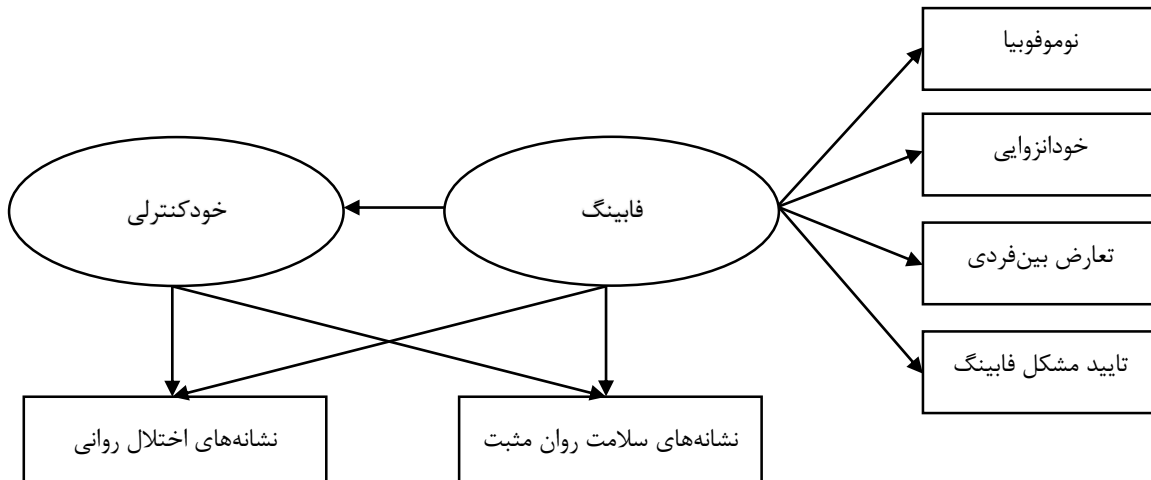 نوموفوبیا
خودانزوایی
فابینگ
خودکنترلی
تعارض بین‌فردی
تایید مشکل فابینگ
نشانه‌های سلامت روان مثبت
نشانه‌های اختلال روانی